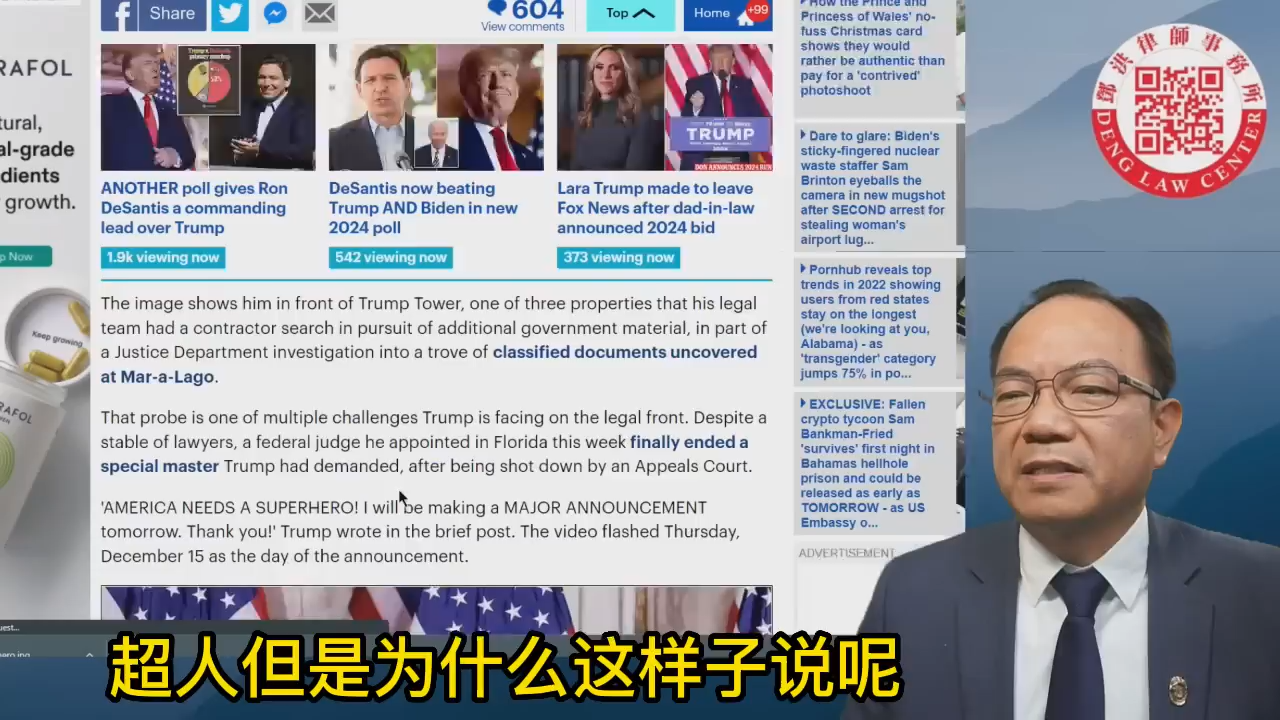 Share
604
View comments
Top
Home
+99
RAFOL
tural,
al-grade
dients
r growth.
p Now
Keep growing
RAFOL
TRUMP
DON ANNOUNCES 2024 RUN
ANOTHER poll gives Ron
DeSantis a commanding
lead over Trump
1.9k viewing now
DeSantis now beating
Trump AND Biden in new
2024 poll
542 viewing now
Lara Trump made to leave
Fox News after dad-in-law
announced 2024 bid
373 viewing now
The image shows him in front of Trump Tower, one of three properties that his legal
team had a contractor search in pursuit of additional government material, in part of
a Justice Department investigation into a trove of classified documents uncovered
at Mar-a-Lago.
That probe is one of multiple challenges Trump is facing on the legal front. Despite a
stable of lawyers, a federal judge he appointed in Florida this week finally ended a
special master Trump had demanded, after being shot down by an Appeals Court.
'AMERICA NEEDS A SUPERHERO! I will be making a MAJOR ANNOUNCEMENT
tomorrow. Thank you!' Trump wrote in the brief post. The video flashed Thursday,
December 15 as the day of the announcement.
How the Prince and
Princess of Wales' no-
fuss Christmas card
shows they would
rather be authentic than
pay for a 'contrived'
photoshoot
Dare to glare: Biden's
sticky-fingered nuclear
waste staffer Sam
Brinton eyeballs the
camera in new mugshot
after SECOND arrest for
stealing woman's
airport lug...
Pornhub reveals top
trends in 2022 showing
users from red states
stay on the longest
(we're looking at you,
Alabama) - as
'transgender' category
jumps 75% in po...
EXCLUSIVE: Fallen
crypto tycoon Sam
Bankman-Fried
'survives' first night in
Bahamas hellhole
prison and could be
released as early as
TOMORROW - as US
Embassy o...
ADVERTISEMENT
鄧洪律師事務所
DENG LAW CENTER
超人但是为什么这样子说呢